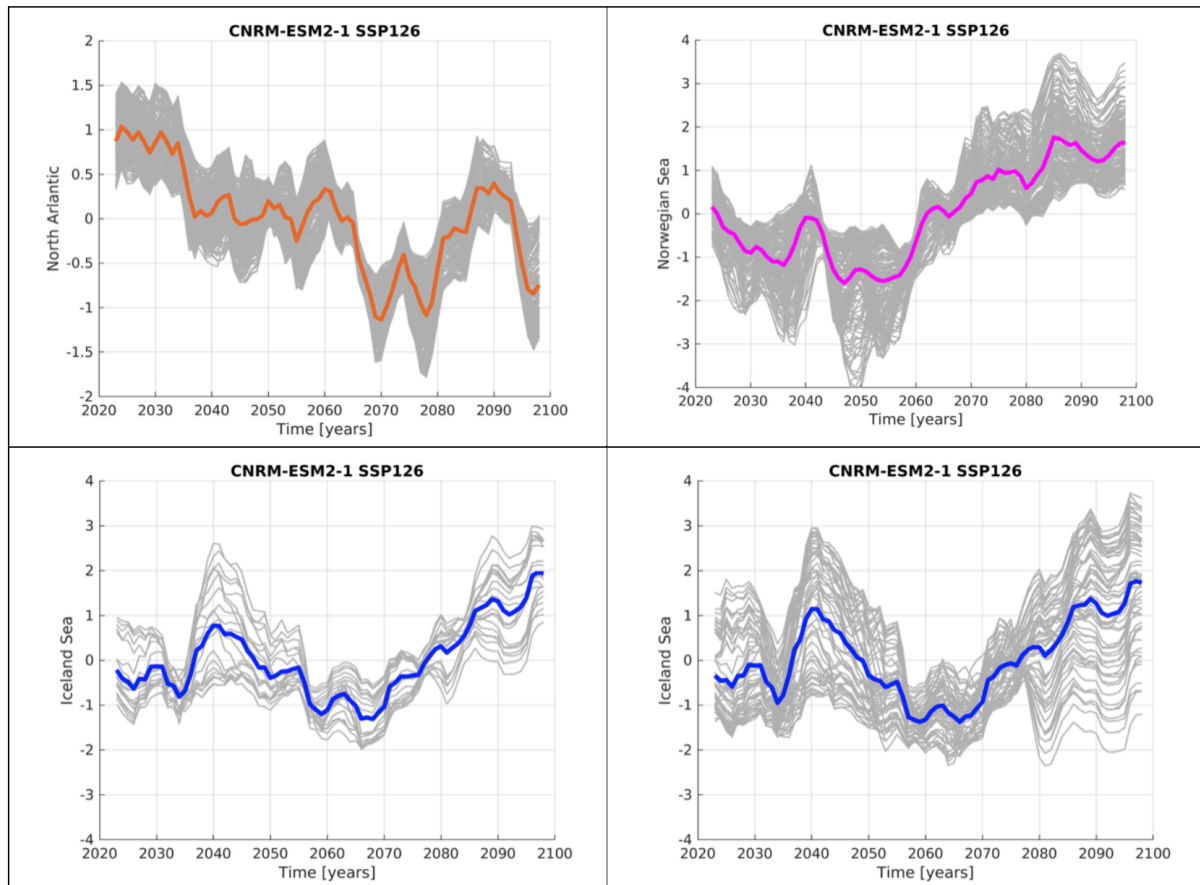 CNRM-ESM2-1 SSP126
2
1.5
1
0.5
0
-0.5
-1
-1.5
-2
North Atlantic
2020 2030 2040 2050 2060 2070 2080 2090 2100
Time [years]
CNRM-ESM2-1 SSP126
4
3
2
1
0
-1
-2
-3
-4
Norwegian Sea
2020 2030 2040 2050 2060 2070 2080 2090 2100
Time [years]
CNRM-ESM2-1 SSP126
4
3
2
1
0
-1
-2
-3
-4
Iceland Sea
2020 2030 2040 2050 2060 2070 2080 2090 2100
Time [years]
CNRM-ESM2-1 SSP126
4
3
2
1
0
-1
-2
-3
-4
Iceland Sea
2020 2030 2040 2050 2060 2070 2080 2090 2100
Time [years]